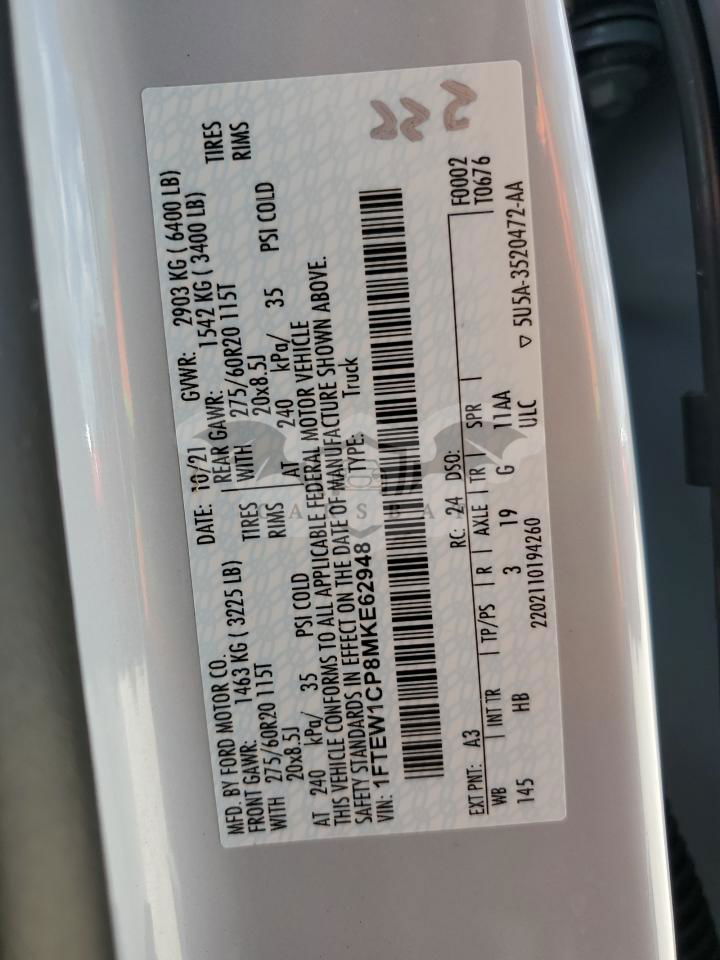 MFD. BY FORD MOTOR CO. DATE: 10/21 GVWR: 2903 KG ( 6400 LB)
FRONT GAWR: 1463 KG ( 3225 LB) REAR GAWR: 1542 KG ( 3400 LB)
WITH 275/60R20 115T TIRES WITH 275/60R20 115T TIRES
20x8.5J RIMS 20x8.5J RIMS
AT 240 kPa/ 35 PSI COLD AT 240 kPa/ 35 PSI COLD
THIS VEHICLE CONFORMS TO ALL APPLICABLE FEDERAL MOTOR VEHICLE
SAFETY STANDARDS IN EFFECT ON THE DATE OF MANUFACTURE SHOWN ABOVE.
VIN: 1FTEW1CP8MKE62948 TYPE: Truck
EXT PNT: A3 RC: 24 DSO: F0002
WB INT TR TP/PS R AXLE TR SPR T0676
145 HB 3 19 G 11AA
2202110194260 ULC ▽ 5U5A-3520472-AA